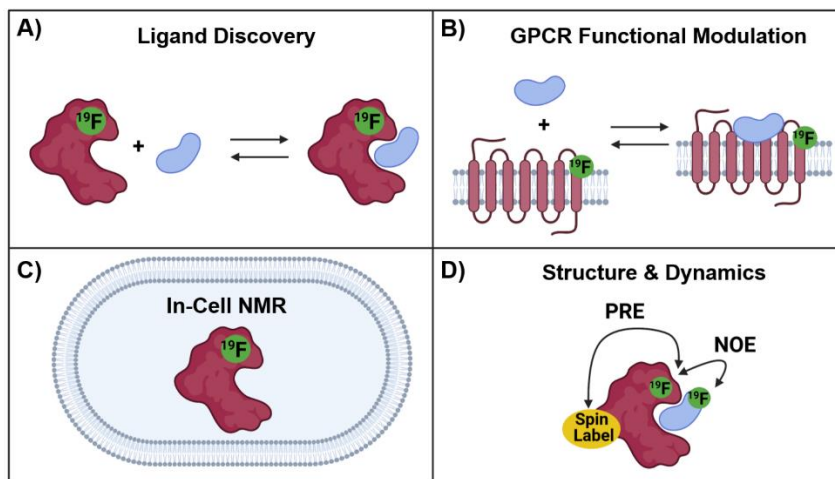 A)
Ligand Discovery
19F
+
19F
B)
GPCR Functional Modulation
+
19F
19F
C)
In-Cell NMR
19F
D)
Structure & Dynamics
PRE
NOE
19F
19F
Spin
Label